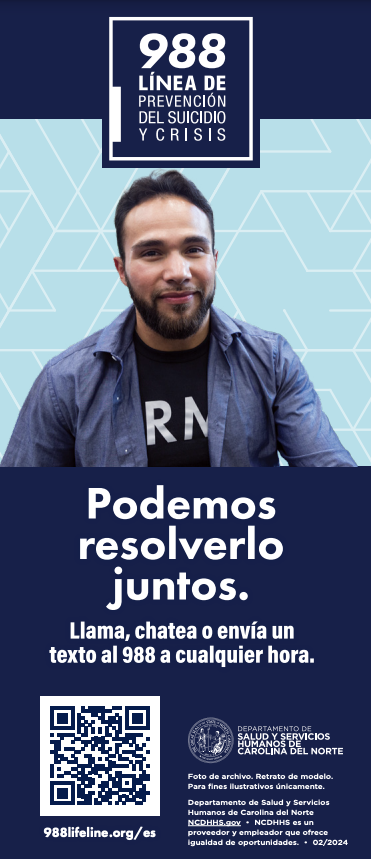 988
LÍNEA DE
PREVENCIÓN
DEL SUICIDIO
Y CRISIS
RM
Podemos
resolverlo
juntos.
Llama, chatea o envía un
texto al 988 a cualquier hora.
988lifeline.org/es
DEPARTAMENTO DE
SALUD Y SERVICIOS
HUMANOS DE
CAROLINA DEL NORTE
Foto de archivo. Retrato de modelo.
Para fines ilustrativos únicamente.
Departamento de Salud y Servicios
Humanos de Carolina del Norte
NCDHHS.gov • NCDHHS es un
proveedor y empleador que ofrece
igualdad de oportunidades. • 02/2024